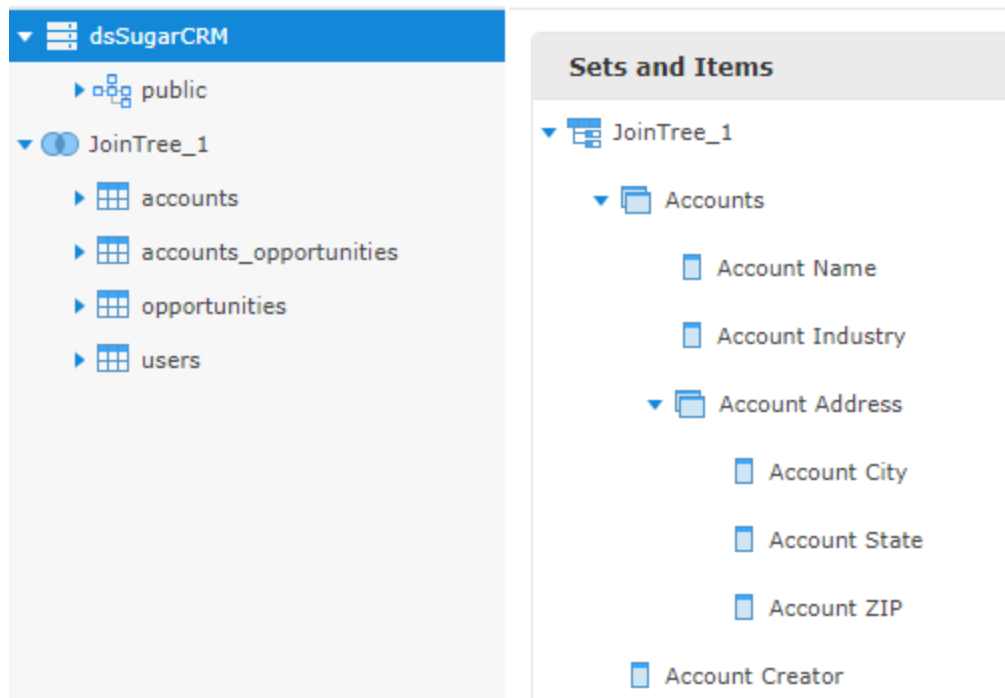 dsSugarCRM
public
JoinTree_1
accounts
accounts_opportunities
opportunities
users
Sets and Items
JoinTree_1
Accounts
Account Name
Account Industry
Account Address
Account City
Account State
Account ZIP
Account Creator